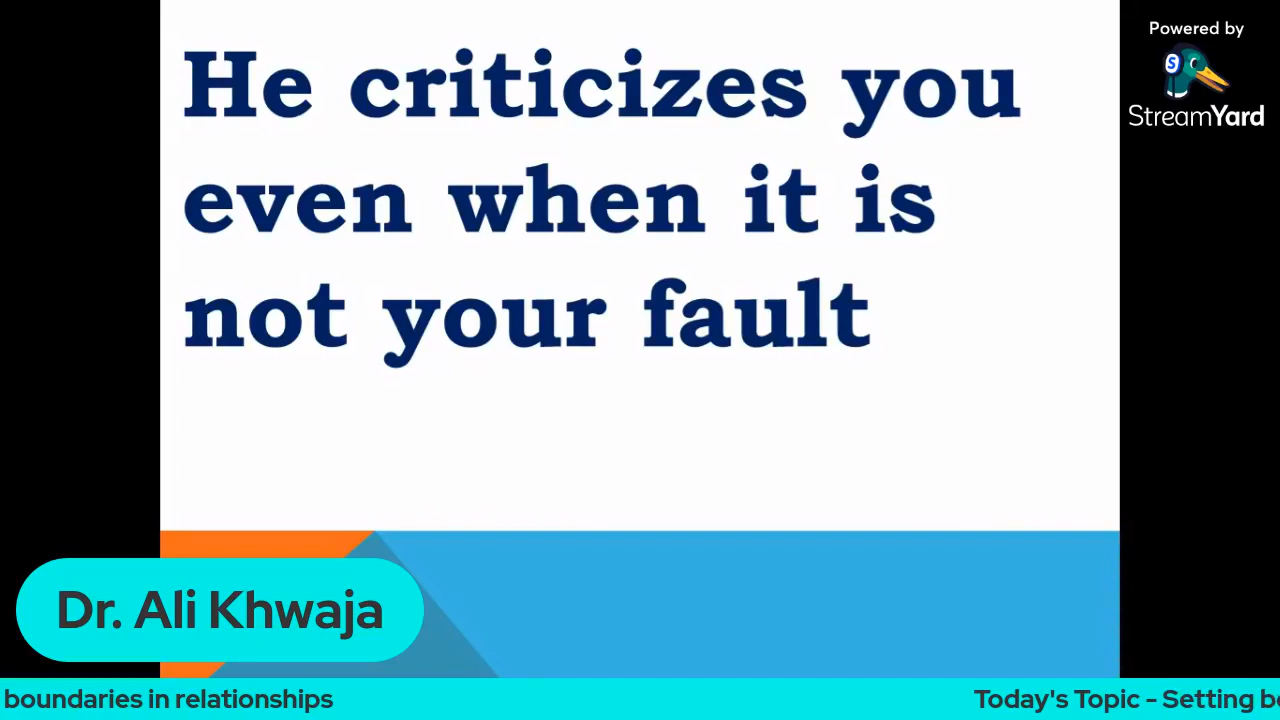 He criticizes you
even when it is
not your fault
Powered by
StreamYard
Dr. Ali Khwaja
boundaries in relationships
Today's Topic - Setting bo